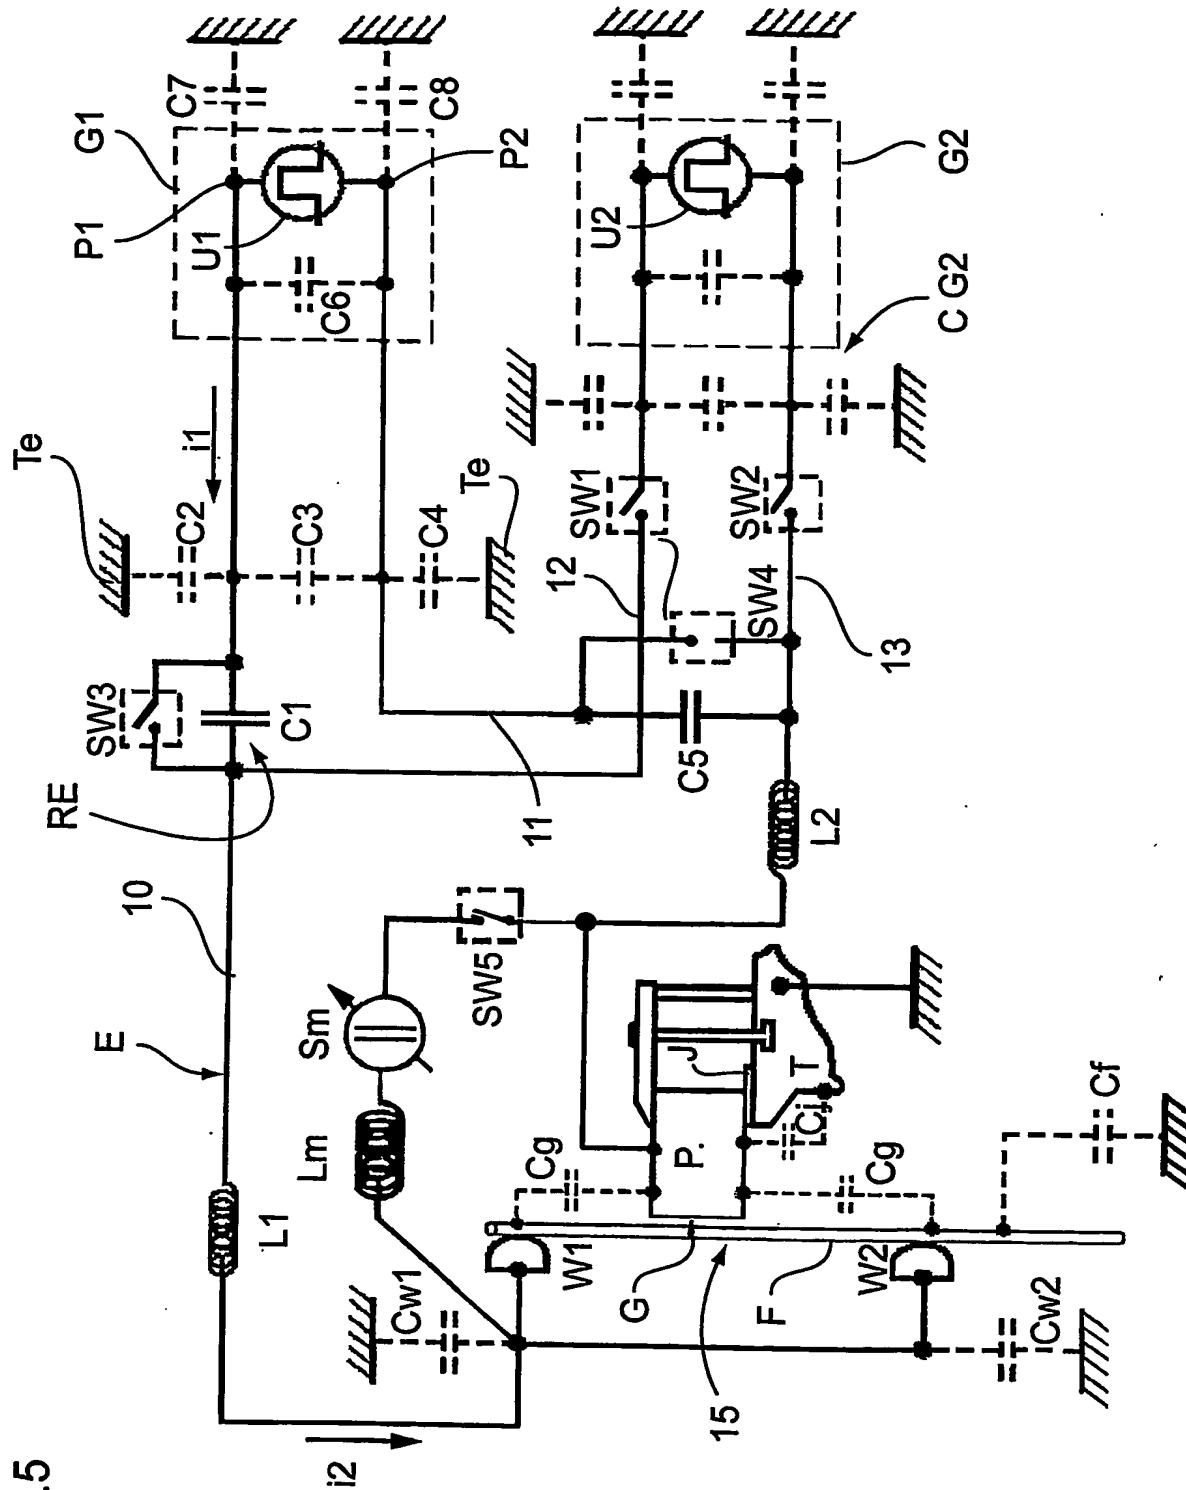 .5
i2
i1
Te
E
10
RE
SW3
C1
C2
C3
C4
Te
P1
G1
C7
U1
C6
C8
P2
L1
Lm
Sm
SW5
11
12
SW1
SW4
SW2
C5
L2
13
U2
G2
C G2
Cw1
W1
Cg
P.
J
T
Cj
Cg
G
15
F
W2
Cw2
Cf